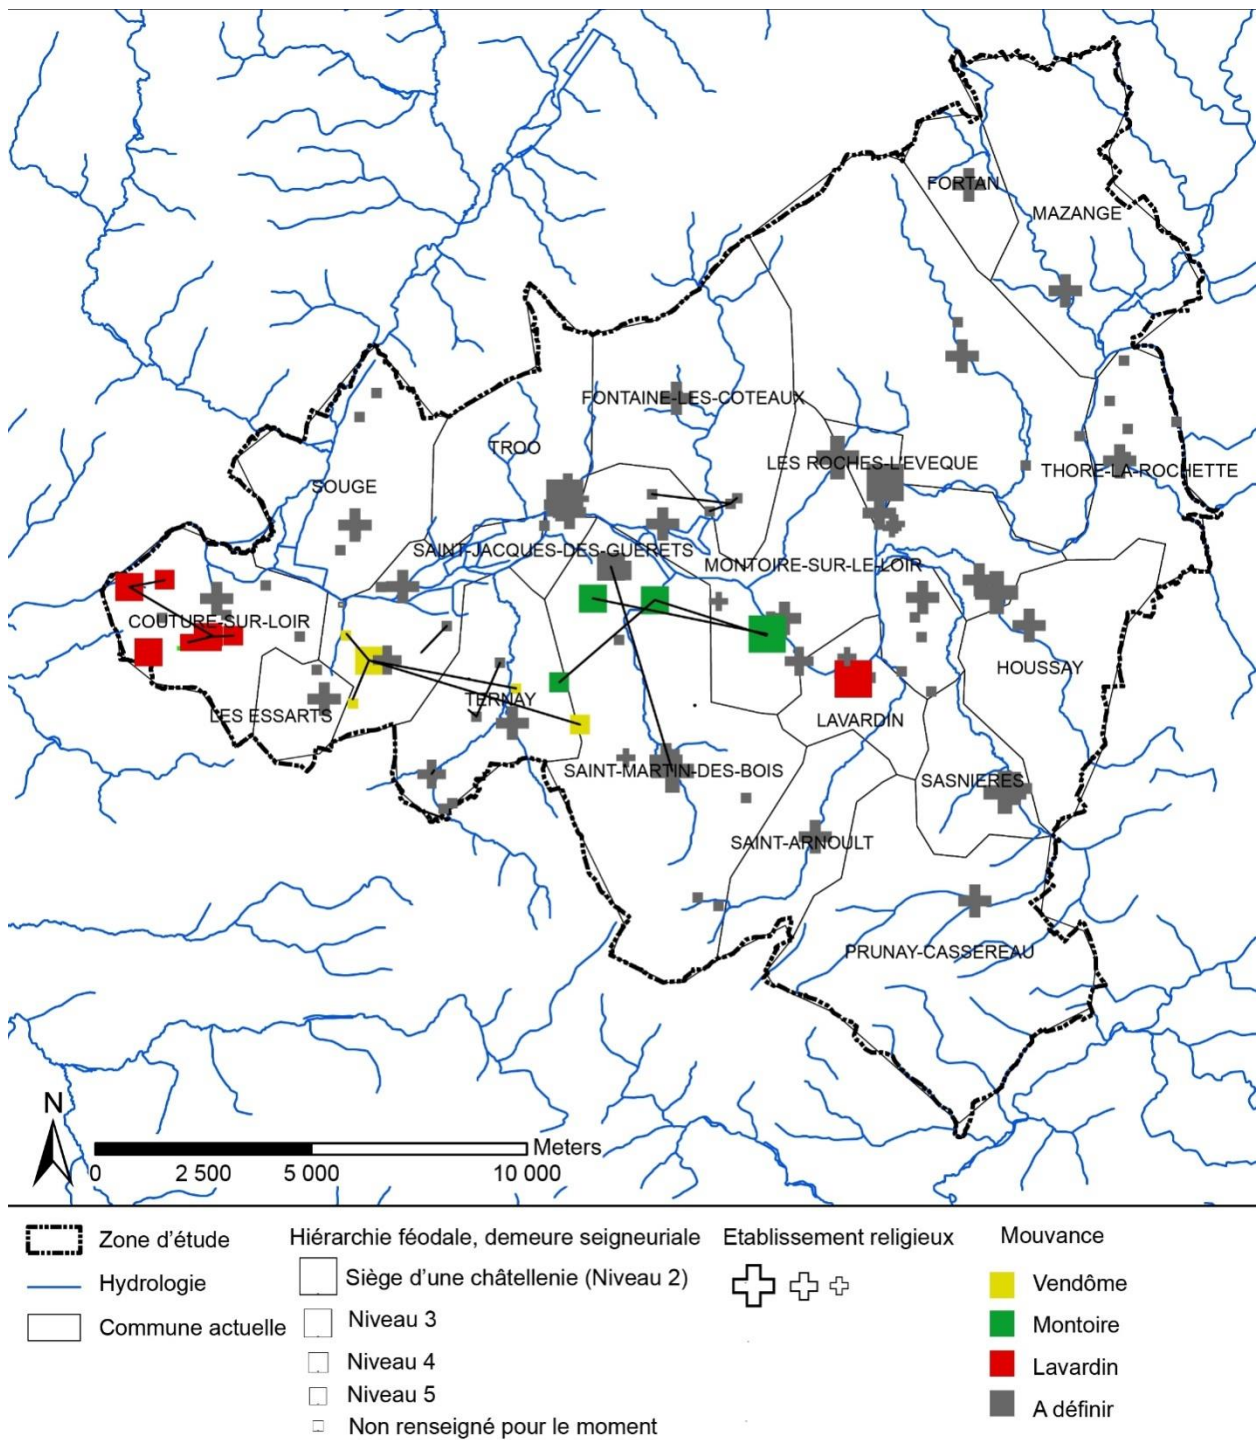 FORTAN
MAZANGE
FONTAINE-LES-COTEAUX
TROO
LES ROCHES-L'EVEQUE
THORE-LA-ROCHETTE
SOUGE
SAINT-JACQUES-DES-GUERETS
MONTOIRE-SUR-LE-LOIR
COUTURE-SUR-LOIR
HOUSSAY
TERNAY
LES ESSARTS
LAVARDIN
SAINT-MARTIN-DES-BOIS
SASNIERES
SAINT-ARNOULT
PRUNAY-CASSEREAU
N
Meters
0 2 500 5 000 10 000
Zone d'étude
Hydrologie
Commune actuelle
Hiérarchie féodale, demeure seigneuriale
Siège d'une châtellenie (Niveau 2)
Niveau 3
Niveau 4
Niveau 5
Non renseigné pour le moment
Etablissement religieux
Mouvance
Vendôme
Montoire
Lavardin
A définir